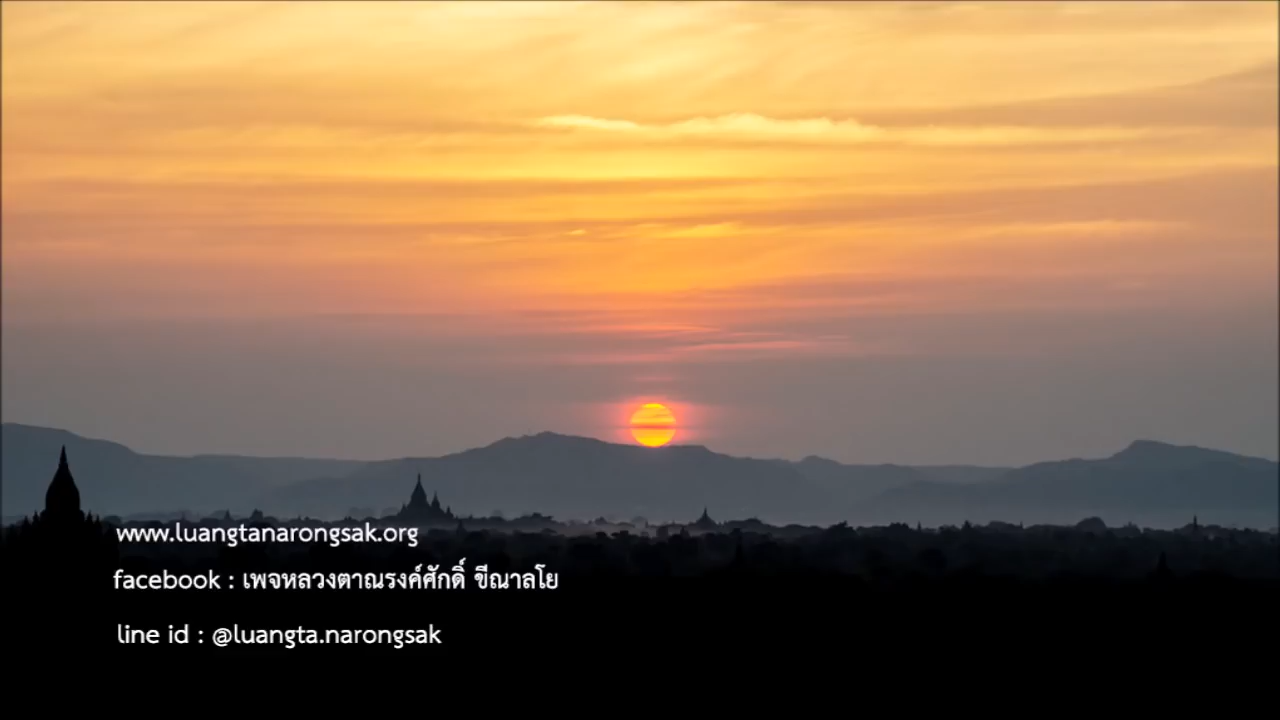 www.luangtanarongsak.org
facebook : เพจหลวงตาณรงค์ศักดิ์ ขีณาลโย
line id : @luangta.narongsak